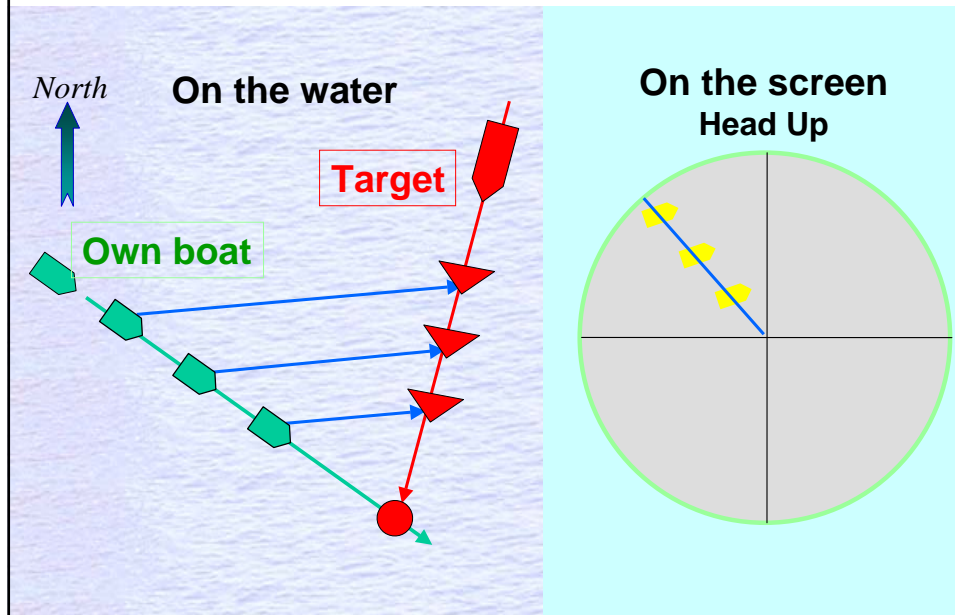 North
On the water
Target
Own boat
On the screen
Head Up